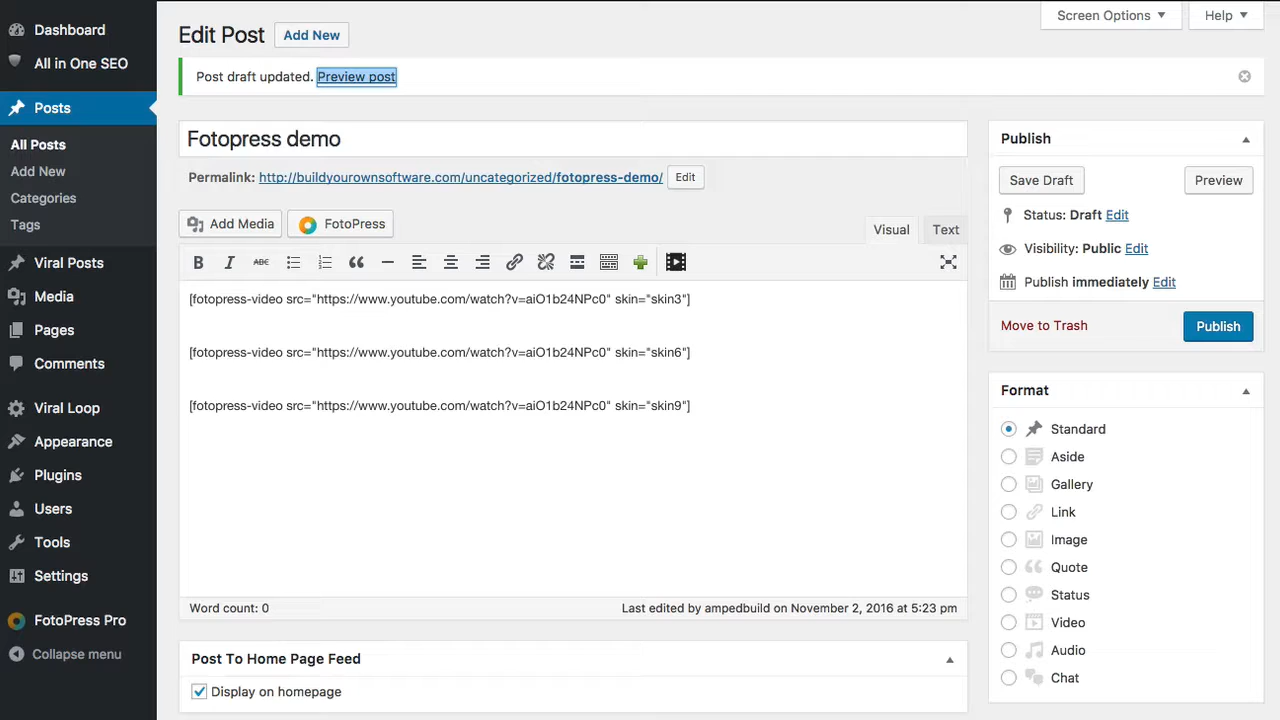 Dashboard
All in One SEO
Posts
All Posts
Add New
Categories
Tags
Viral Posts
Media
Pages
Comments
Viral Loop
Appearance
Plugins
Users
Tools
Settings
FotoPress Pro
Collapse menu
Screen Options
Help
Edit Post
Add New
Post draft updated. Preview post
Fotopress demo
Permalink: http://buildyourownsoftware.com/uncategorized/fotopress-demo/ Edit
Add Media
FotoPress
Visual
Text
B I ABC
[fotopress-video src="https://www.youtube.com/watch?v=aiO1b24NPc0" skin="skin3"]
[fotopress-video src="https://www.youtube.com/watch?v=aiO1b24NPc0" skin="skin6"]
[fotopress-video src="https://www.youtube.com/watch?v=aiO1b24NPc0" skin="skin9"]
Word count: 0
Last edited by ampedbuild on November 2, 2016 at 5:23 pm
Post To Home Page Feed
Display on homepage
Publish
Save Draft
Preview
Status: Draft Edit
Visibility: Public Edit
Publish immediately Edit
Move to Trash
Publish
Format
Standard
Aside
Gallery
Link
Image
Quote
Status
Video
Audio
Chat